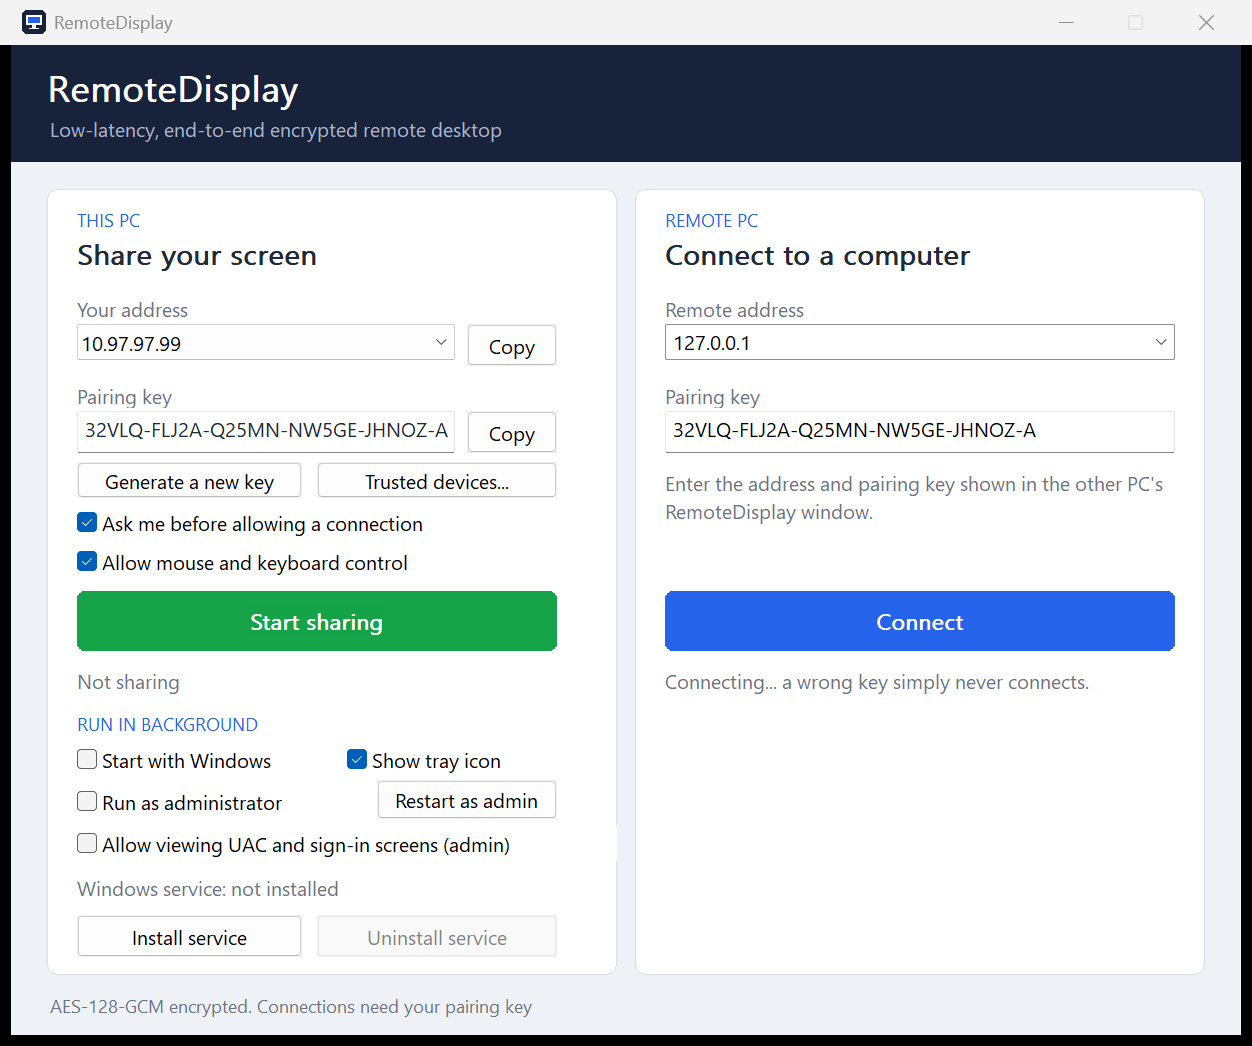 RemoteDisplay
RemoteDisplay
Low-latency, end-to-end encrypted remote desktop
THIS PC
Share your screen
Your address
10.97.97.99
Copy
Pairing key
32VLQ-FLJ2A-Q25MN-NW5GE-JHNOZ-A
Copy
Generate a new key
Trusted devices...
Ask me before allowing a connection
Allow mouse and keyboard control
Start sharing
Not sharing
RUN IN BACKGROUND
Start with Windows
Show tray icon
Run as administrator
Restart as admin
Allow viewing UAC and sign-in screens (admin)
Windows service: not installed
Install service
Uninstall service
REMOTE PC
Connect to a computer
Remote address
127.0.0.1
Pairing key
32VLQ-FLJ2A-Q25MN-NW5GE-JHNOZ-A
Enter the address and pairing key shown in the other PC's
RemoteDisplay window.
Connect
Connecting... a wrong key simply never connects.
AES-128-GCM encrypted. Connections need your pairing key